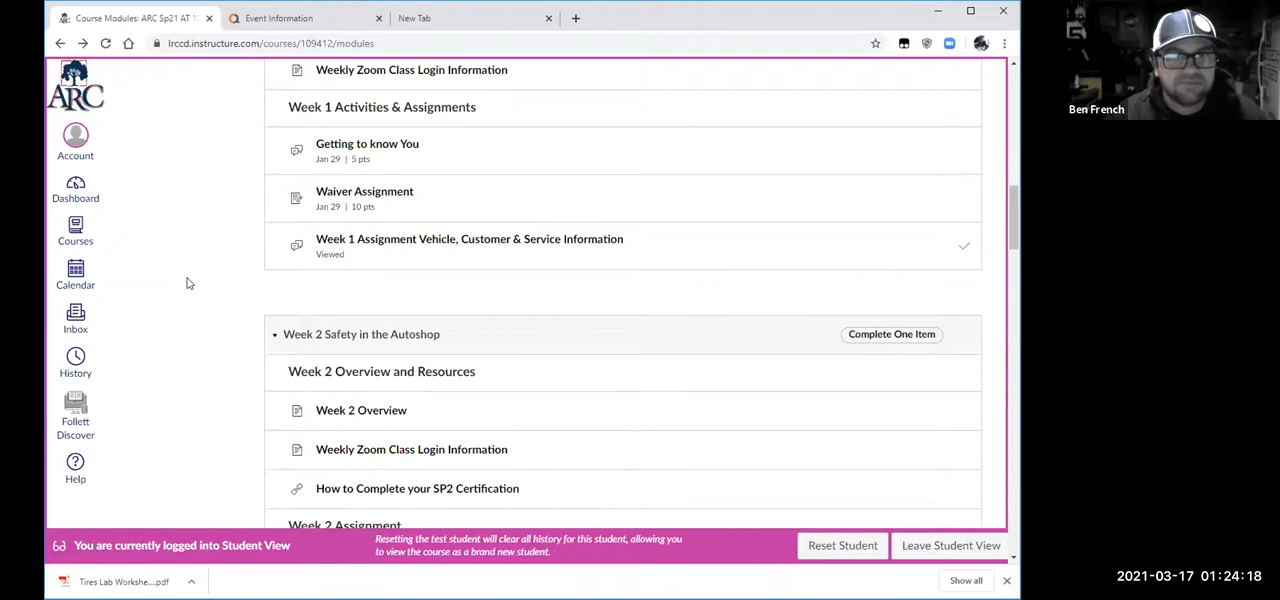 Course Modules: ARC Sp21 AT 1
Event Information
New Tab
lrccd.instructure.com/courses/109412/modules
ARC
Account
Dashboard
Courses
Calendar
Inbox
History
Follett
Discover
Help
Weekly Zoom Class Login Information
Week 1 Activities & Assignments
Getting to know You
Jan 29 | 5 pts
Waiver Assignment
Jan 29 | 10 pts
Week 1 Assignment Vehicle, Customer & Service Information
Viewed
Week 2 Safety in the Autoshop
Complete One Item
Week 2 Overview and Resources
Week 2 Overview
Weekly Zoom Class Login Information
How to Complete your SP2 Certification
Week 2 Assignment
You are currently logged into Student View
Resetting the test student will clear all history for this student, allowing you
to view the course as a brand new student.
Reset Student
Leave Student View
Tires Lab Workshe....pdf
Show all
Ben French
2021-03-17 01:24:18